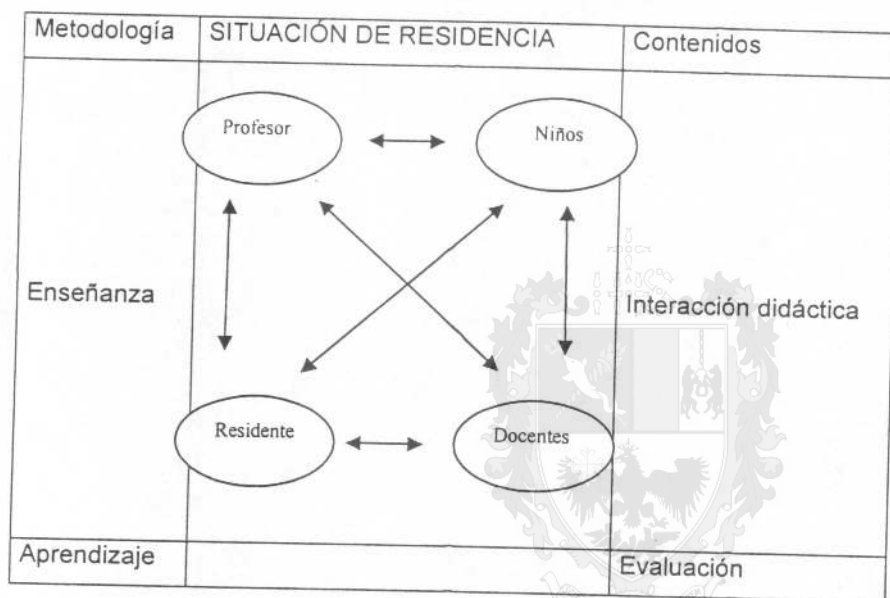 Metodología
SITUACIÓN DE RESIDENCIA
Contenidos
Profesor
Niños
Enseñanza
Interacción didáctica
Residente
Docentes
Aprendizaje
Evaluación